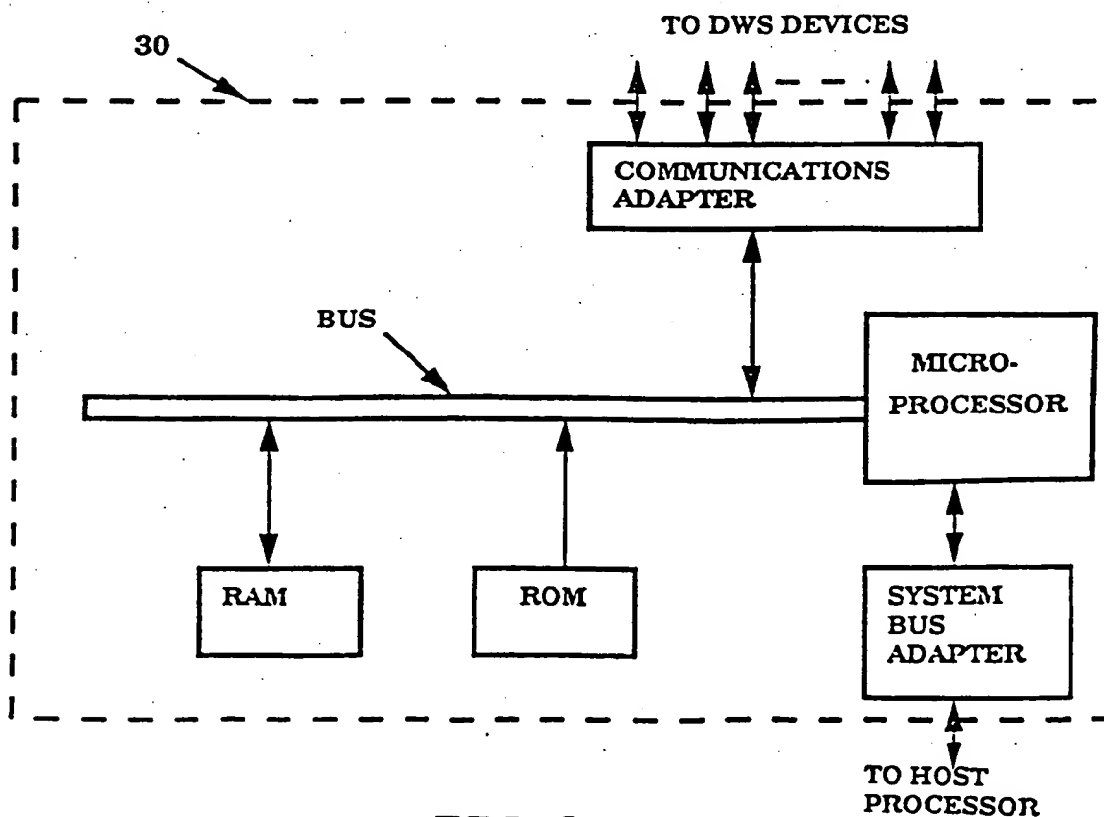 TO DWS DEVICES
30
COMMUNICATIONS
ADAPTER
BUS
MICRO-
PROCESSOR
RAM
ROM
SYSTEM
BUS
ADAPTER
TO HOST
PROCESSOR